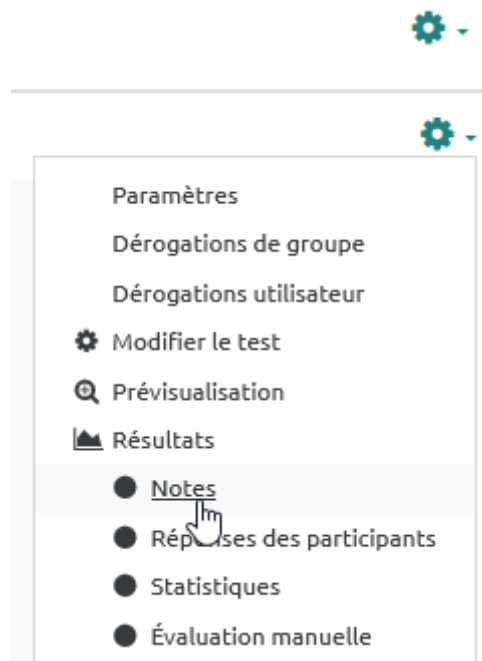 Paramètres
Dérogations de groupe
Dérogations utilisateur
Modifier le test
Prévisualisation
Résultats
Notes
Réponses des participants
Statistiques
Évaluation manuelle